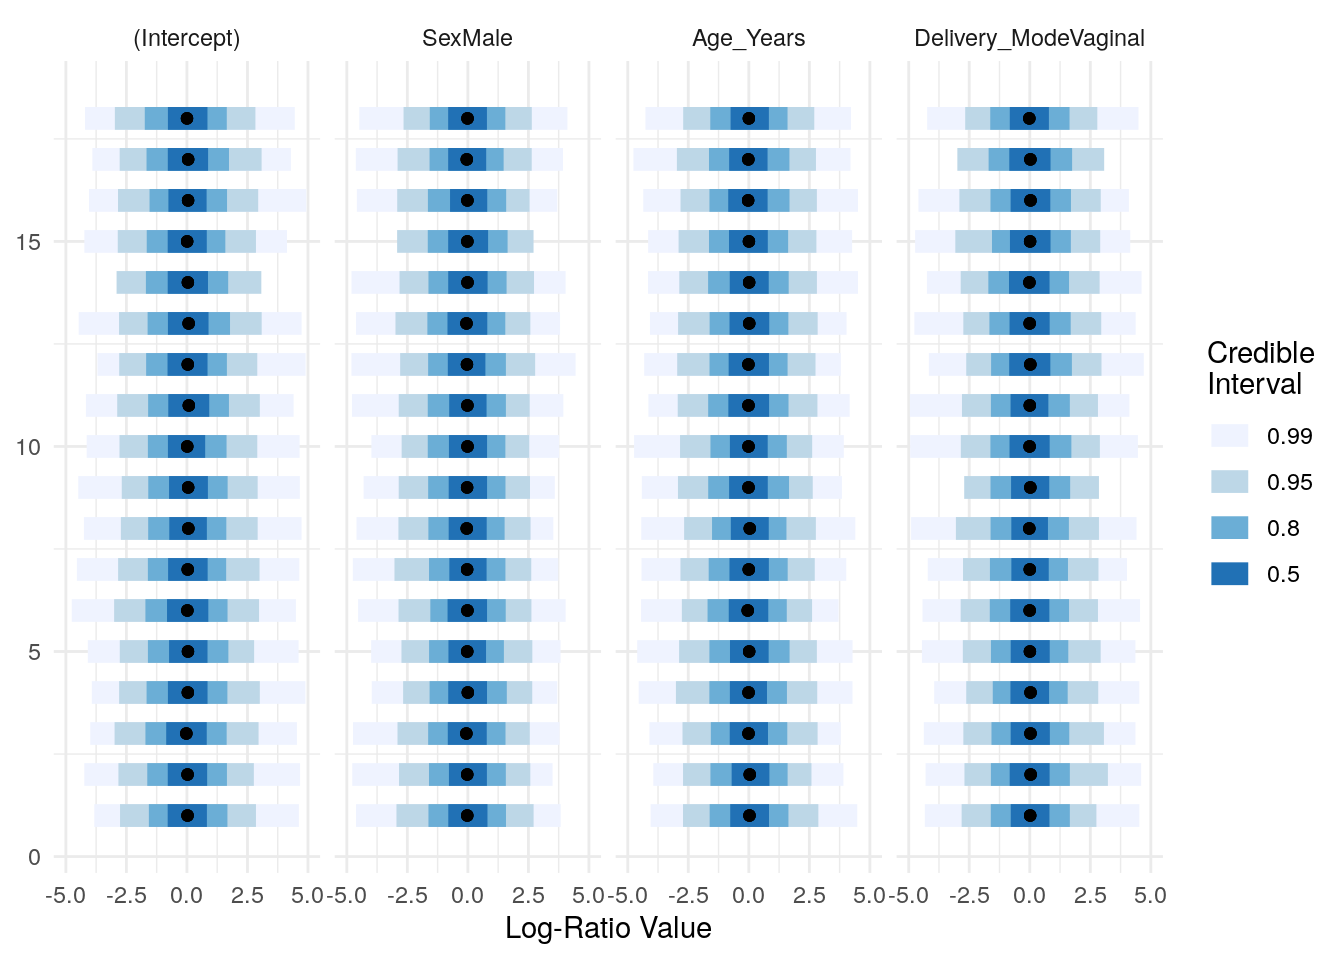 (Intercept) SexMale Age_Years Delivery_ModeVaginal
15
10
5
0
-5.0 -2.5 0.0 2.5 5.0 -5.0 -2.5 0.0 2.5 5.0 -5.0 -2.5 0.0 2.5 5.0 -5.0 -2.5 0.0 2.5 5.0
Log-Ratio Value
Credible
Interval
0.99
0.95
0.8
0.5